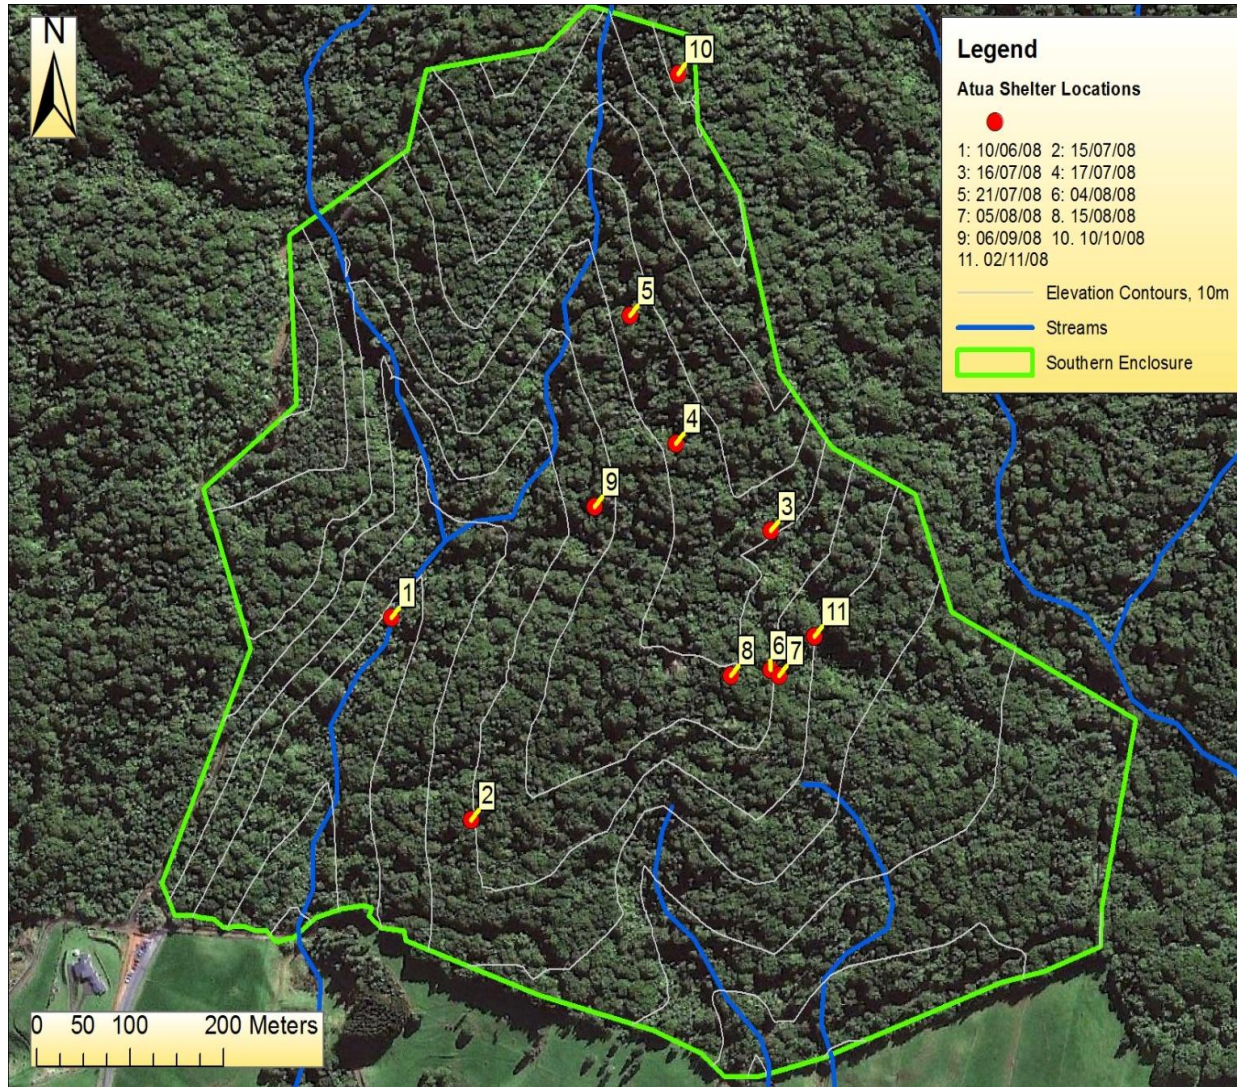 N
10
Legend
Atua Shelter Locations
1: 10/06/08 2: 15/07/08
3: 16/07/08 4: 17/07/08
5: 21/07/08 6: 04/08/08
7: 05/08/08 8. 15/08/08
9: 06/09/08 10. 10/10/08
11. 02/11/08
Elevation Contours, 10m
Streams
Southern Enclosure
5
4
9
3
1
11
8 6 7
2
0 50 100 200 Meters